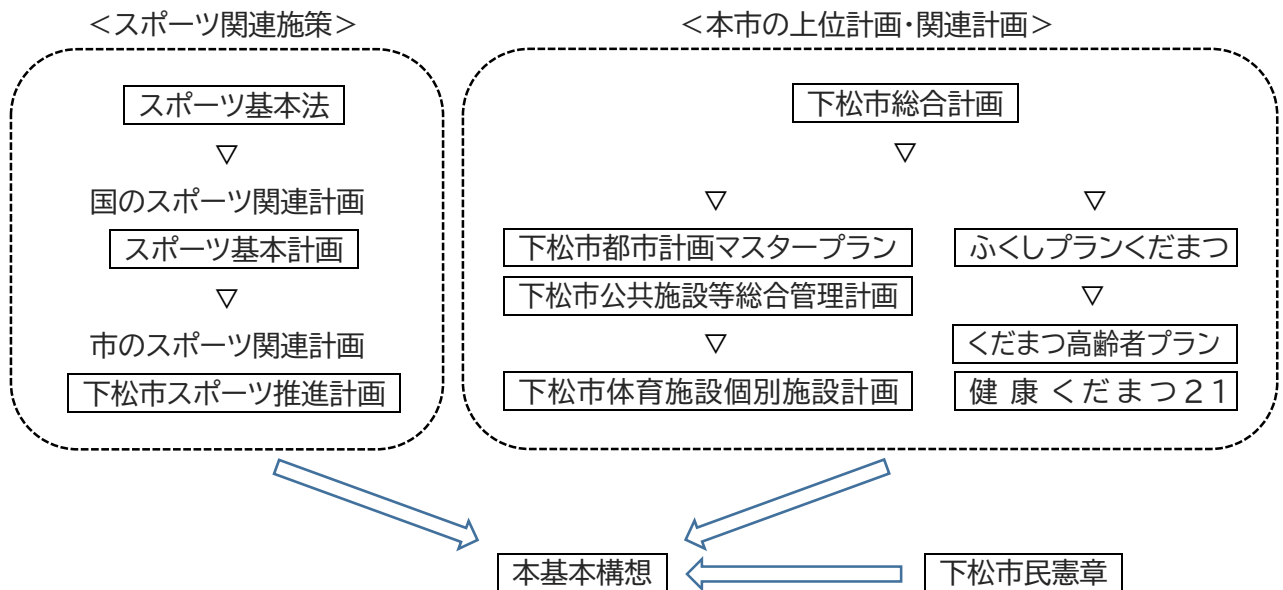 ＜スポーツ関連施策＞
スポーツ基本法
▽
国のスポーツ関連計画
スポーツ基本計画
▽
市のスポーツ関連計画
下松市スポーツ推進計画
＜本市の上位計画・関連計画＞
下松市総合計画
▽
▽
下松市都市計画マスタープラン
下松市公共施設等総合管理計画
▽
下松市体育施設個別施設計画
▽
ふくしプランくだまつ
▽
くだまつ高齢者プラン
健康くだまつ２１
本基本構想
下松市民憲章